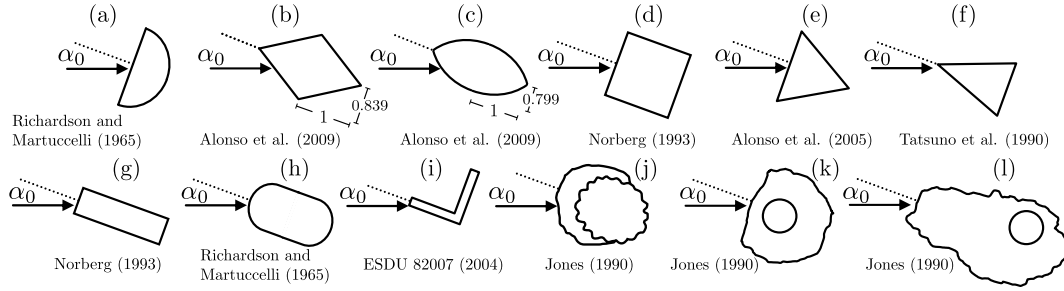 (a) (b) (c) (d) (e) (f)
α₀ α₀ α₀ α₀ α₀ α₀
1 0.839 1 0.799
Richardson and
Martuccelli (1965) Alonso et al. (2009) Alonso et al. (2009) Norberg (1993) Alonso et al. (2005) Tatsuno et al. (1990)
(g) (h) (i) (j) (k) (l)
α₀ α₀ α₀ α₀ α₀ α₀
Norberg (1993) Richardson and
Martuccelli (1965) ESDU 82007 (2004) Jones (1990) Jones (1990) Jones (1990)